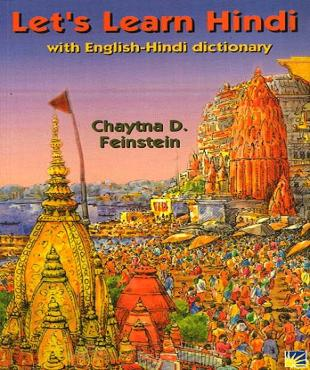 Let's Learn Hindi
with English-Hindi dictionary
Chaytna D.
Feinstein